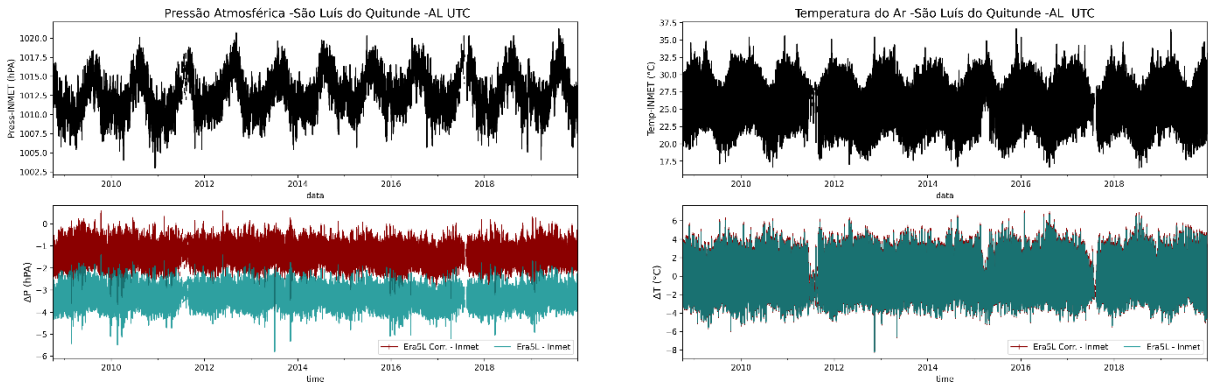 Pressão Atmosférica -São Luís do Quitunde -AL UTC
Press-INMET (hPA)
1020.0
1017.5
1015.0
1012.5
1010.0
1007.5
1005.0
1002.5
2010 2012 2014 2016 2018
data
ΔP (hPA)
0
−1
−2
−3
−4
−5
−6
Era5L Corr. - Inmet Era5L - Inmet
2010 2012 2014 2016 2018
time
Temperatura do Ar -São Luís do Quitunde -AL UTC
Temp-INMET (°C)
37.5
35.0
32.5
30.0
27.5
25.0
22.5
20.0
17.5
2010 2012 2014 2016 2018
data
ΔT (°C)
6
4
2
0
−2
−4
−6
−8
Era5L Corr. - Inmet Era5L - Inmet
2010 2012 2014 2016 2018
time